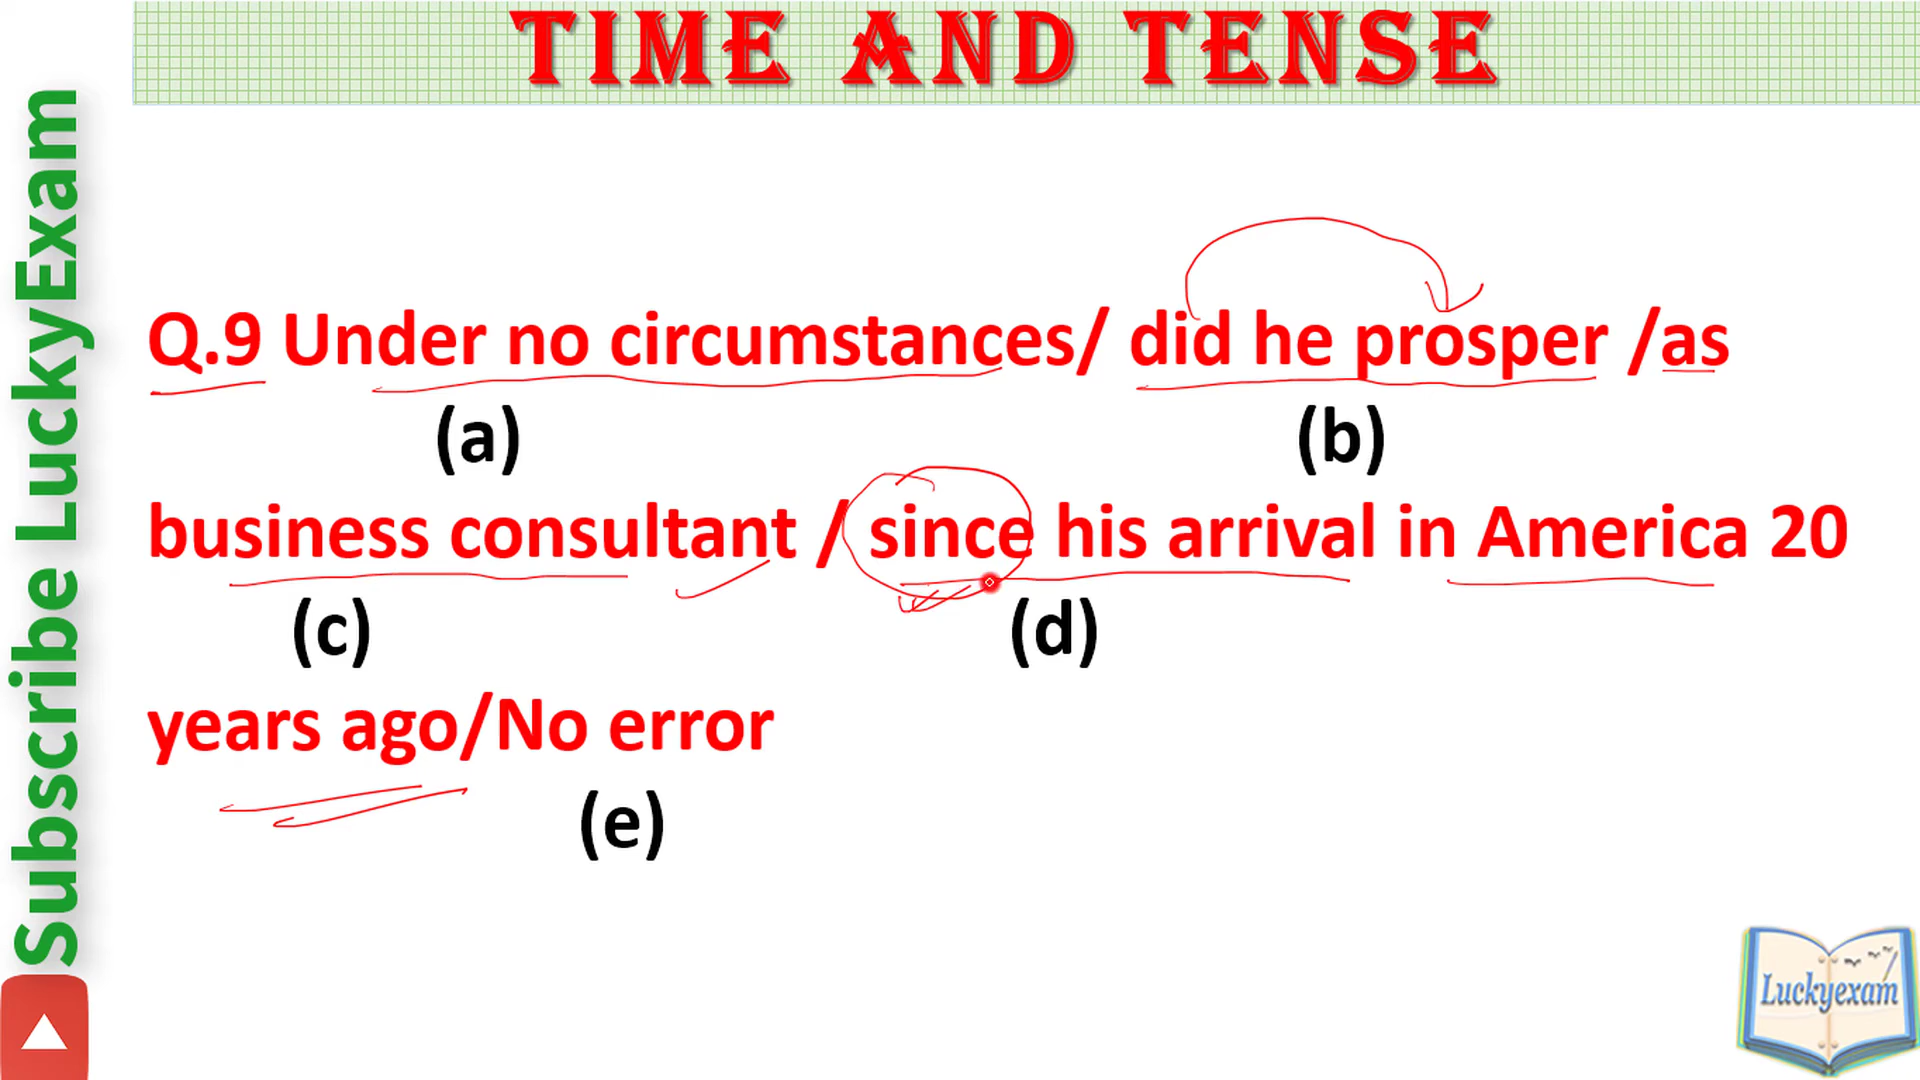 TIME AND TENSE
Subscribe LuckyExam
Q.9 Under no circumstances/ did he prosper /as
(a) (b)
business consultant / since his arrival in America 20
(c) (d)
years ago/No error
(e)
Luckyexam